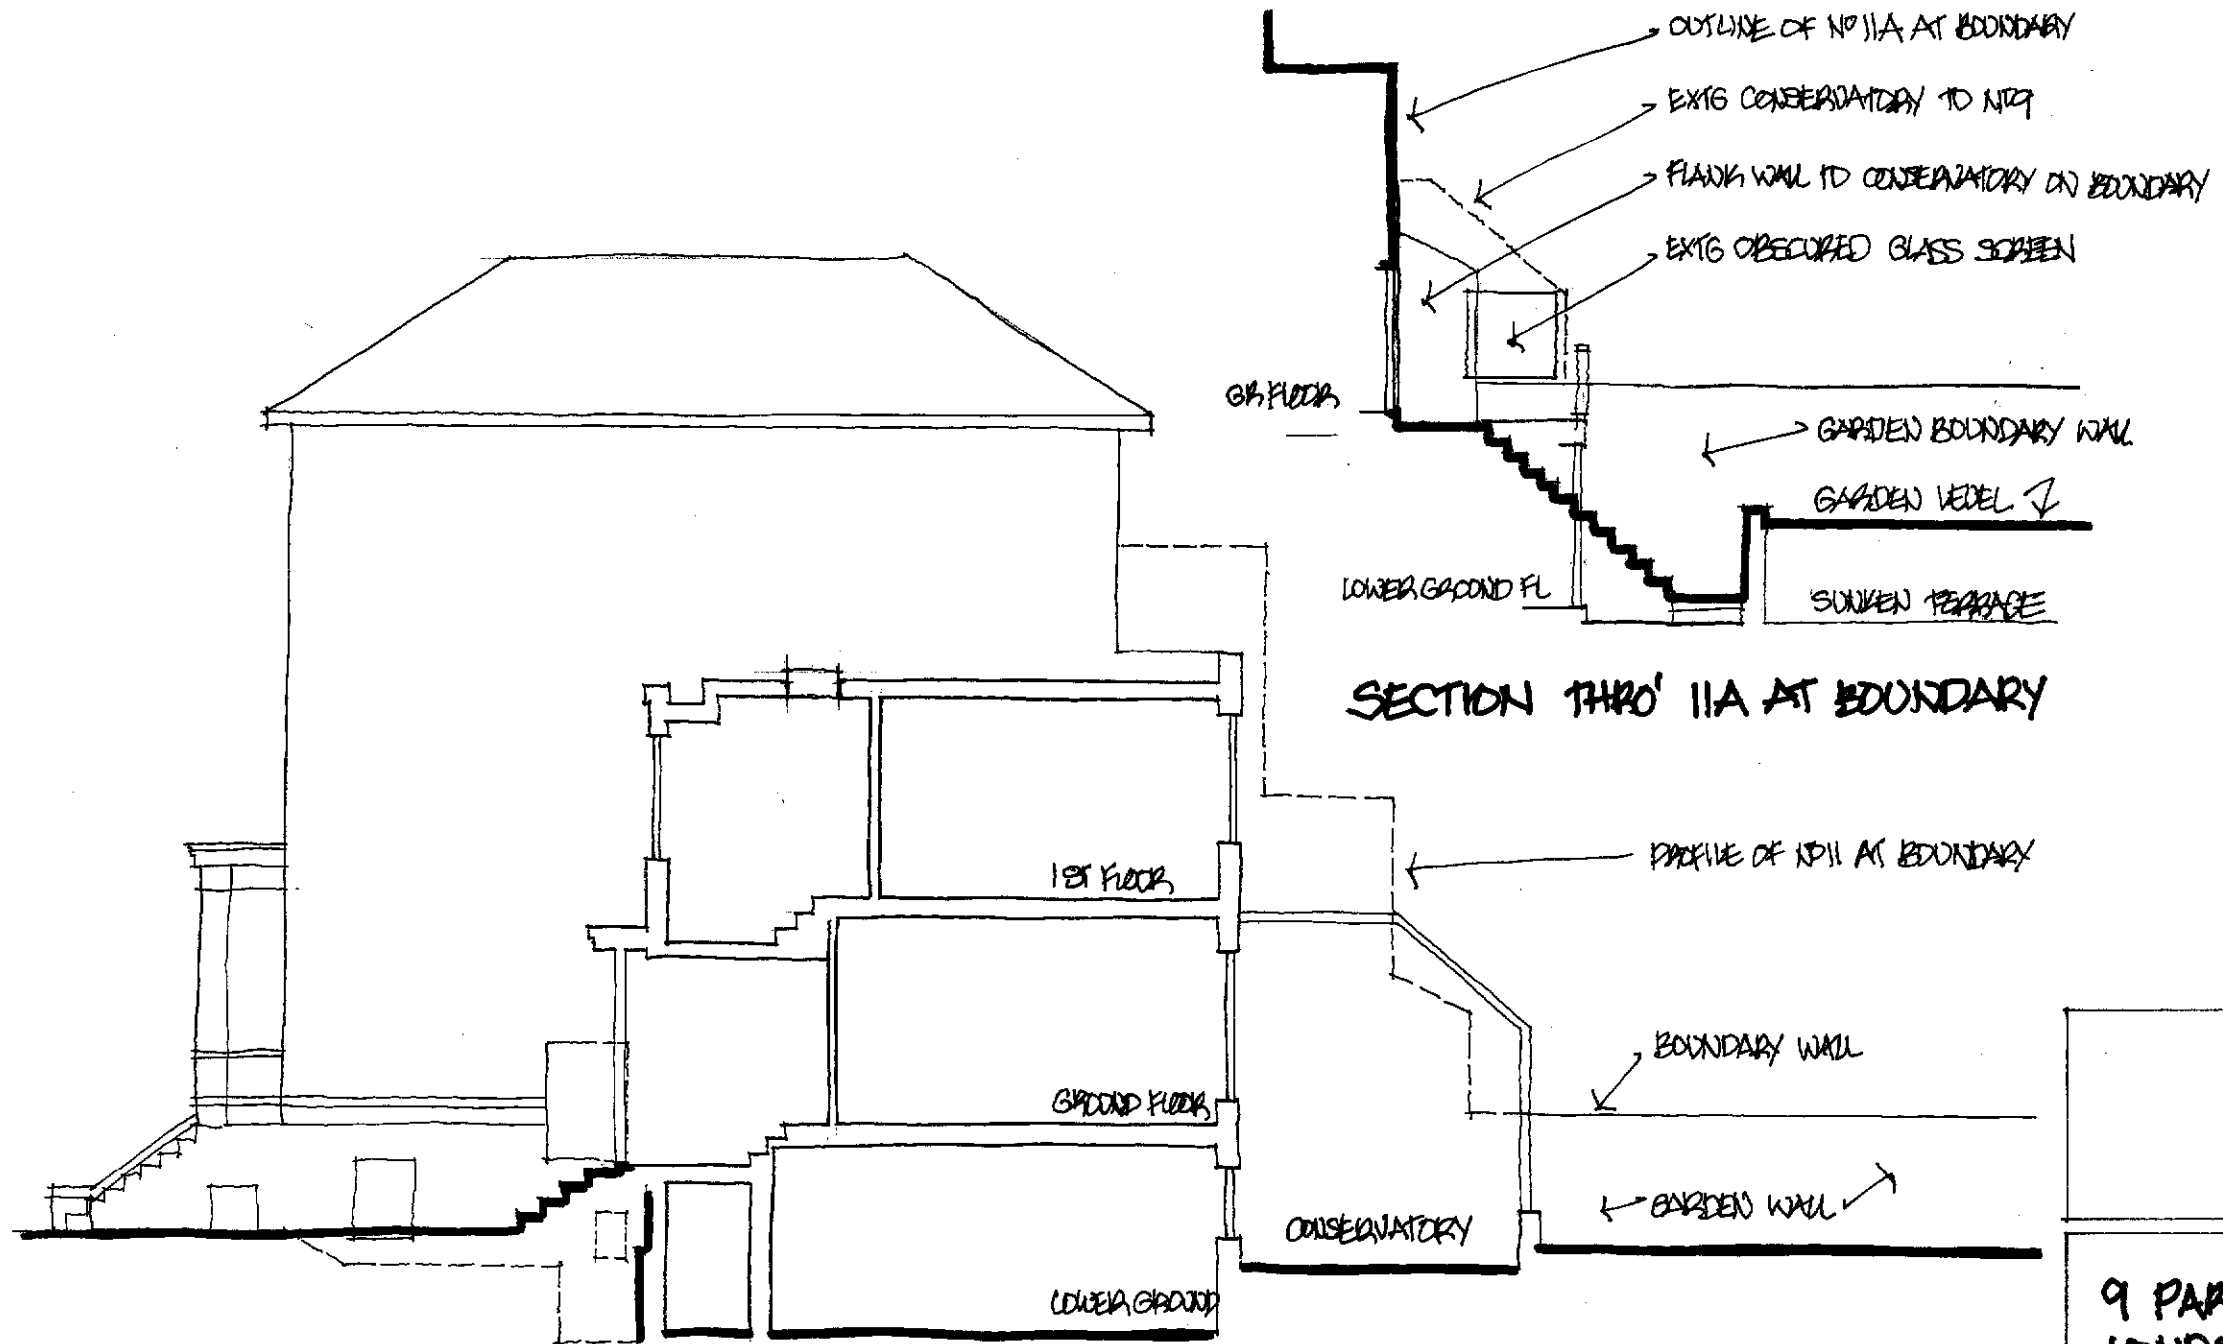 OUTLINE OF Nº 11A AT BOUNDARY
EXTG CONSERVATORY TO Nº9
FLANK WALL TO CONSERVATORY ON BOUNDARY
EXTG OBSCURED GLASS SCREEN
GR FLOOR
GARDEN BOUNDARY WALL
GARDEN LEVEL
LOWER GROUND FL
SUNKEN TERRACE
SECTION THRO' 11A AT BOUNDARY
PROFILE OF Nº11 AT BOUNDARY
1ST FLOOR
BOUNDARY WALL
GROUND FLOOR
GARDEN WALL
CONSERVATORY
LOWER GROUND
9 PAR